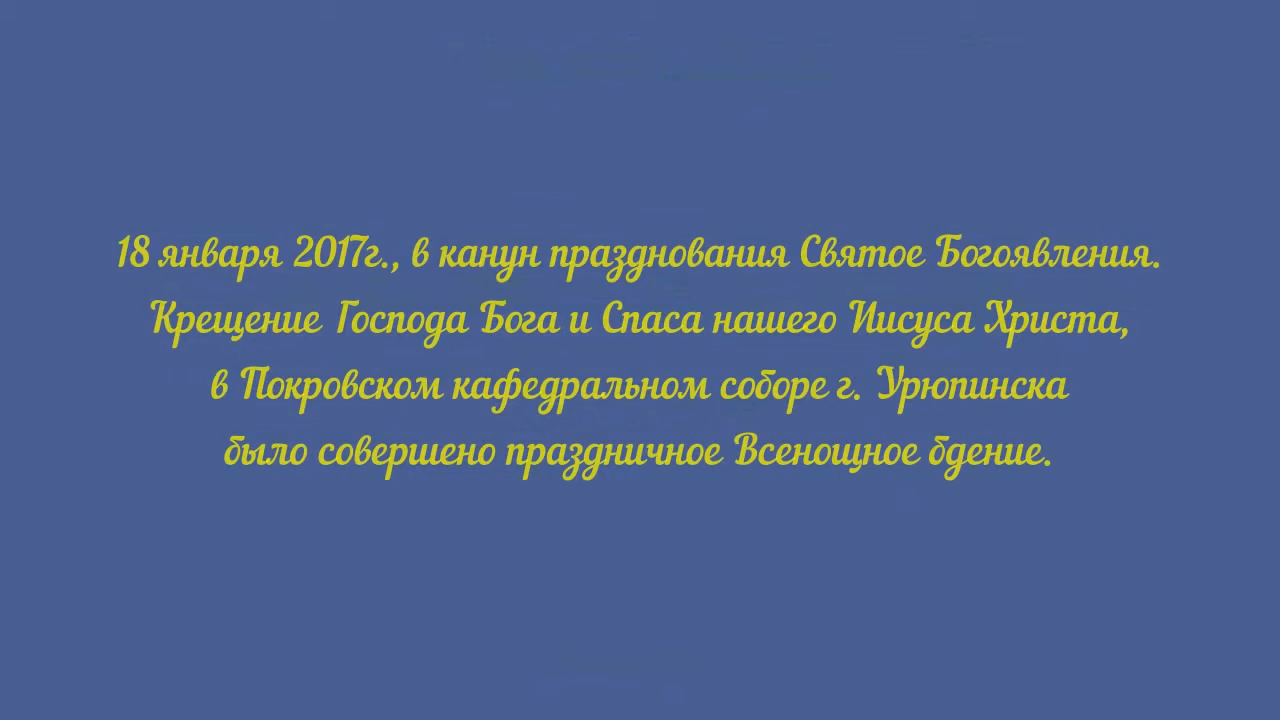 18 января 2017г., в канун празднования Святое Богоявления.
Крещение Господа Бога и Спаса нашего Иисуса Христа,
в Покровском кафедральном соборе г. Урюпинска
было совершено праздничное Всенощное бдение.